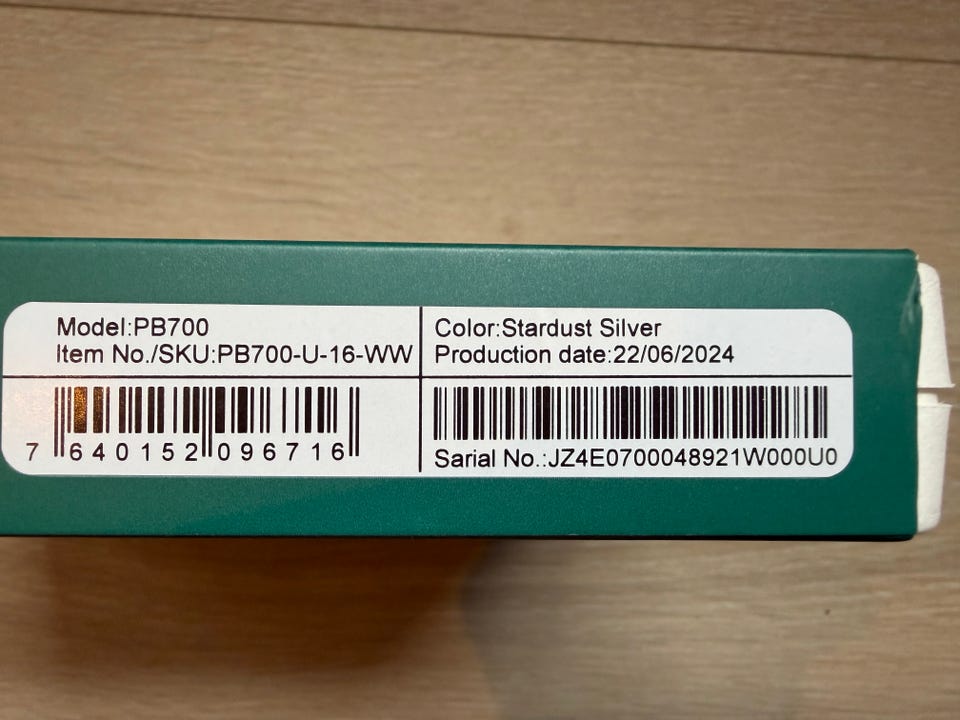 Model:PB700
Item No./SKU:PB700-U-16-WW
7 640152 096716
Color:Stardust Silver
Production date:22/06/2024
Sarial No.:JZ4E0700048921W000U0